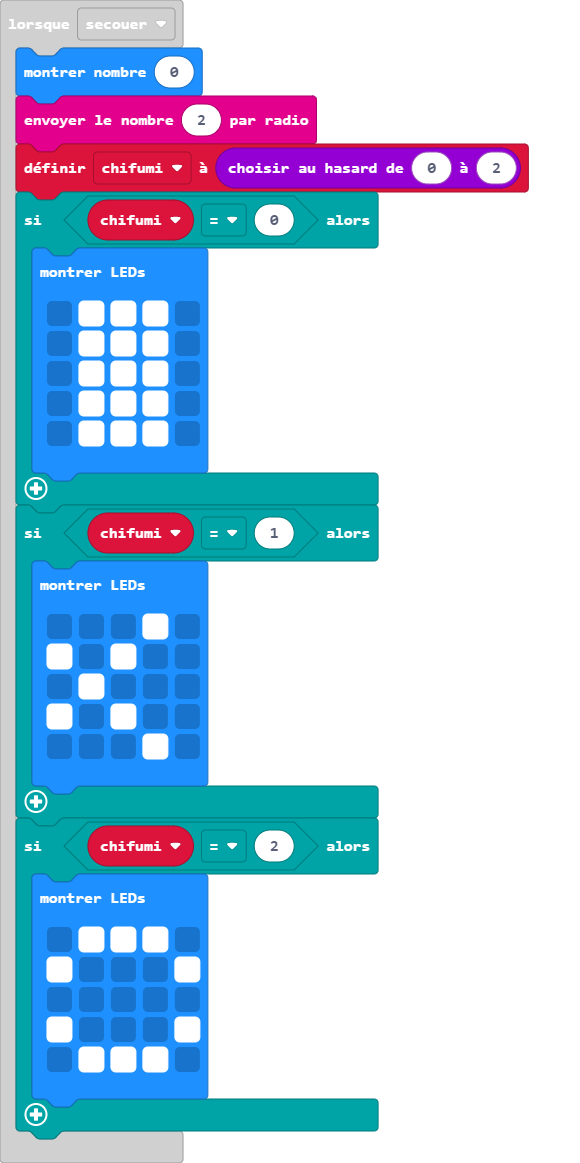 lorsque secouer
montrer nombre 0
envoyer le nombre 2 par radio
définir chifumi à choisir au hasard de 0 à 2
si chifumi = 0 alors
montrer LEDs
si chifumi = 1 alors
montrer LEDs
si chifumi = 2 alors
montrer LEDs